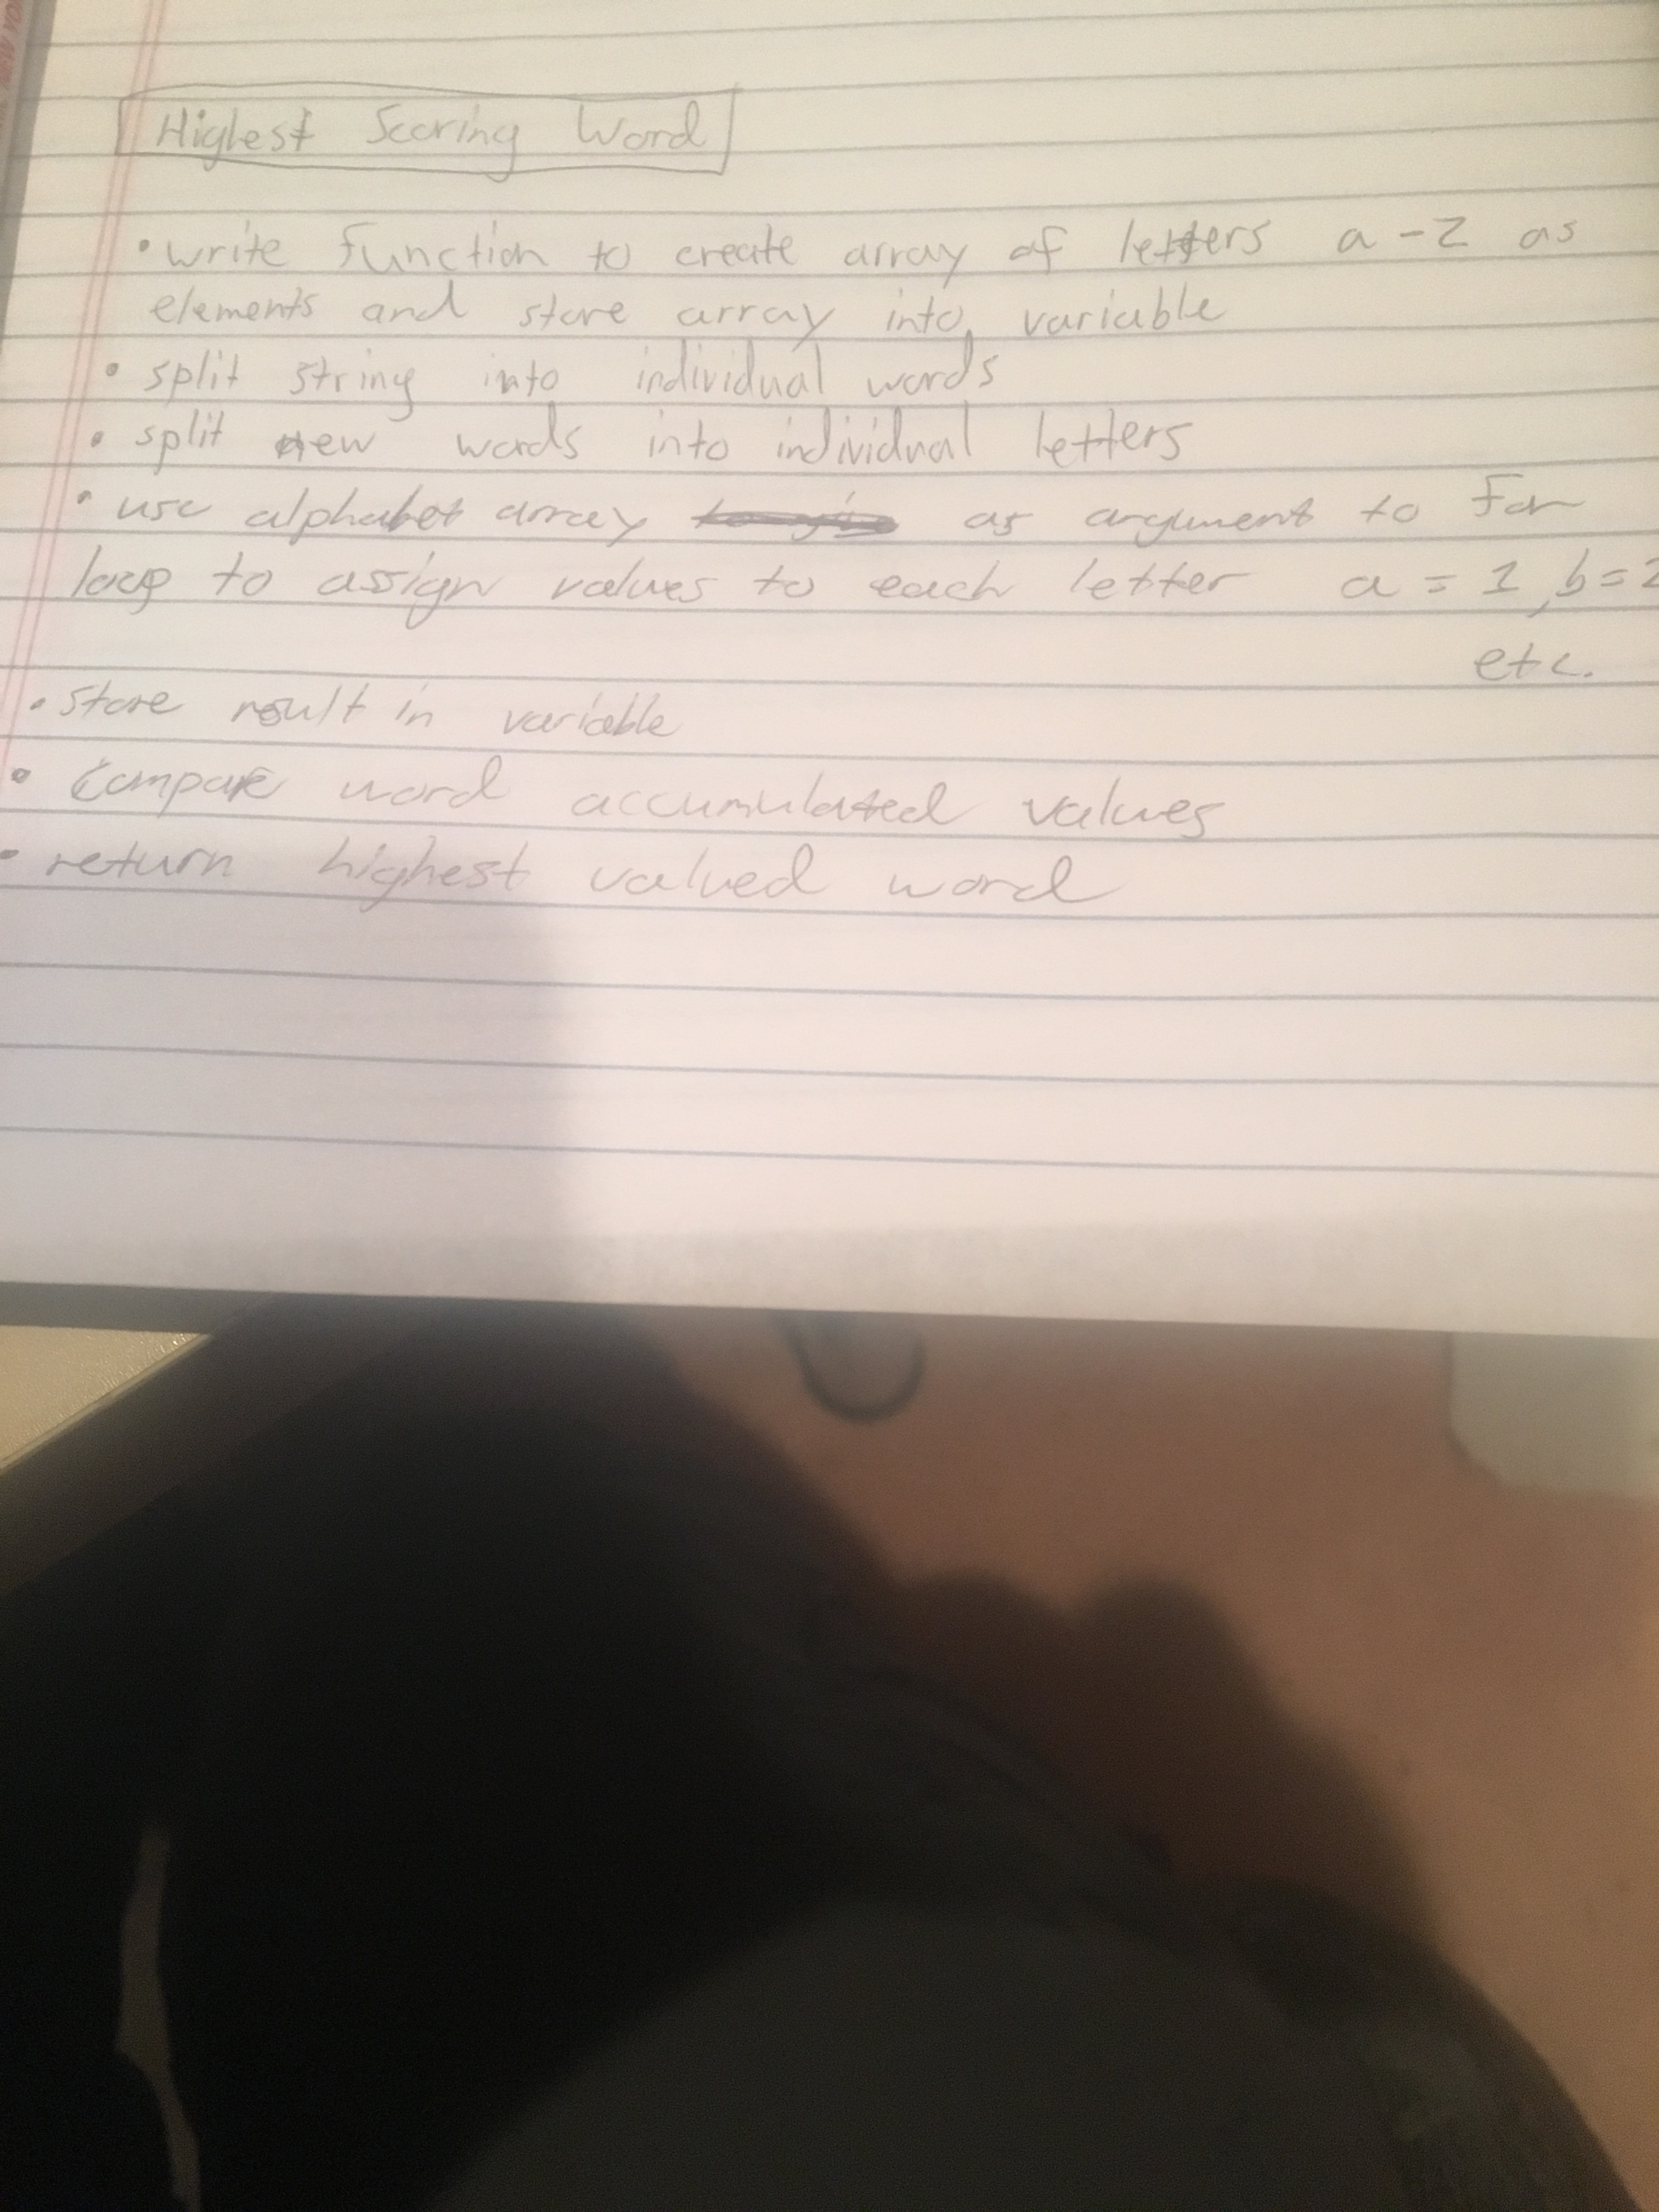 Highest Scoring Word
• write function to create array of letters a-z as
elements and store array into variable
• split string into individual words
• split new words into individual letters
• use alphabet array as argument to for
loop to assign values to each letter a = 1, b = 2
etc.
• store result in variable
• Compare word accumulated values
• return highest valued word